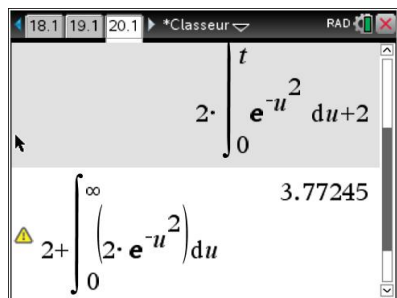 18.1 19.1 20.1 *Classeur RAD
2·∫₀ᵗ e^-u² du+2
2+∫₀^∞ (2·e^-u²)du 3.77245